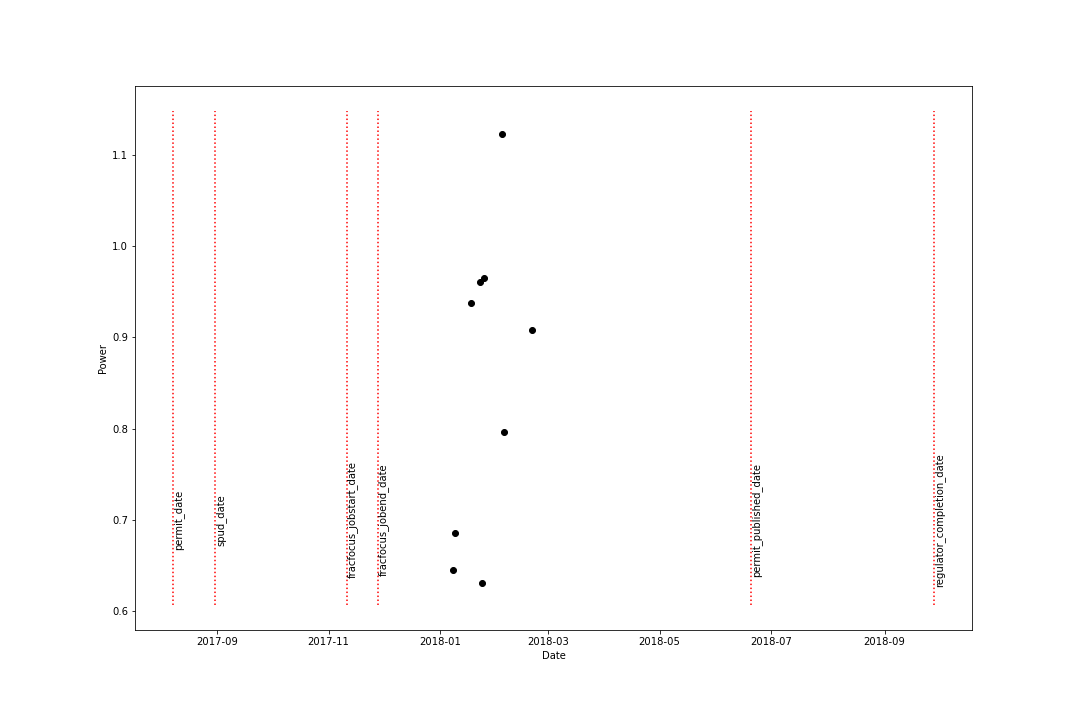 1.1
1.0
0.9
0.8
0.7
0.6
Power
permit_date
spud_date
fracfocus_jobstart_date
fracfocus_jobend_date
permit_published_date
regulator_completion_date
2017-09
2017-11
2018-01
2018-03
2018-05
2018-07
2018-09
Date